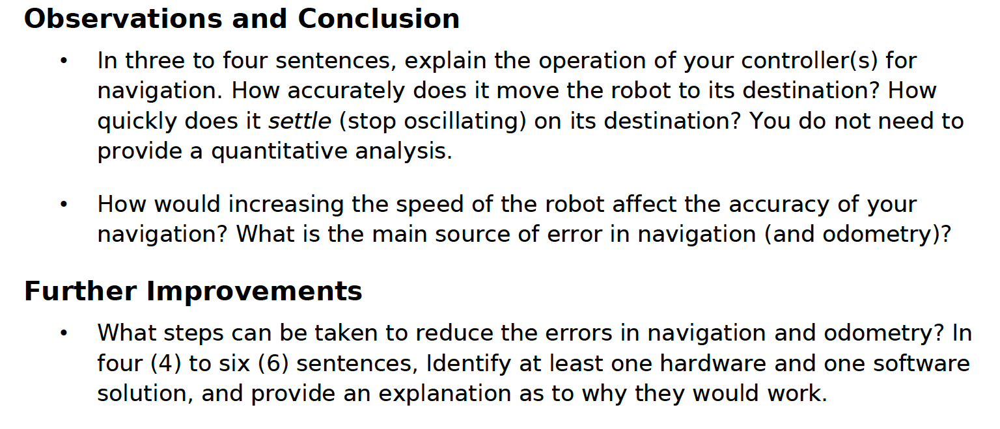 Observations and Conclusion
• In three to four sentences, explain the operation of your controller(s) for
navigation. How accurately does it move the robot to its destination? How
quickly does it settle (stop oscillating) on its destination? You do not need to
provide a quantitative analysis.
• How would increasing the speed of the robot affect the accuracy of your
navigation? What is the main source of error in navigation (and odometry)?
Further Improvements
• What steps can be taken to reduce the errors in navigation and odometry? In
four (4) to six (6) sentences, Identify at least one hardware and one software
solution, and provide an explanation as to why they would work.